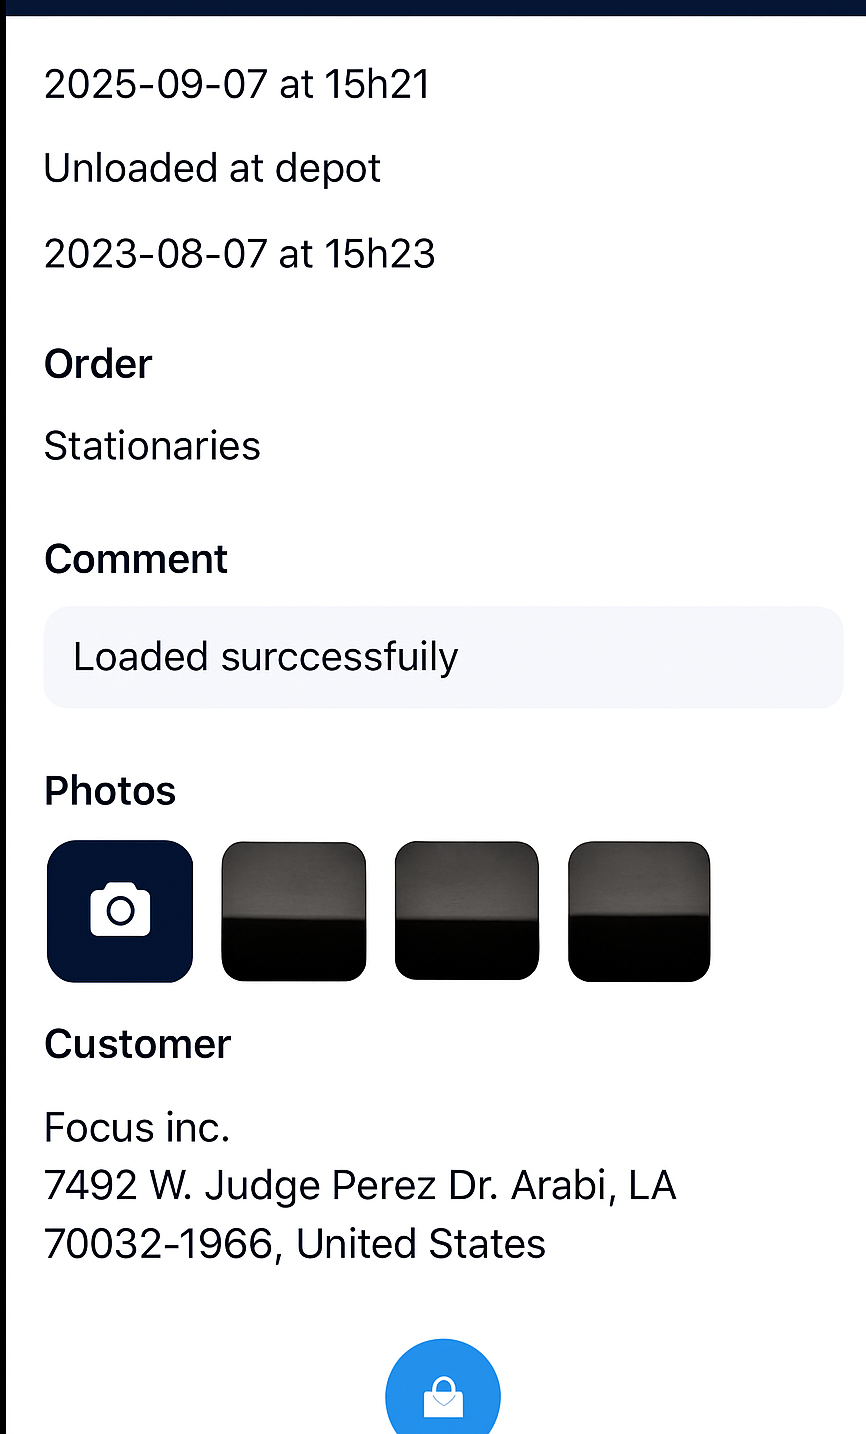 2025-09-07 at 15h21
Unloaded at depot
2023-08-07 at 15h23
Order
Stationaries
Comment
Loaded surccessfuily
Photos
Customer
Focus inc.
7492 W. Judge Perez Dr. Arabi, LA
70032-1966, United States